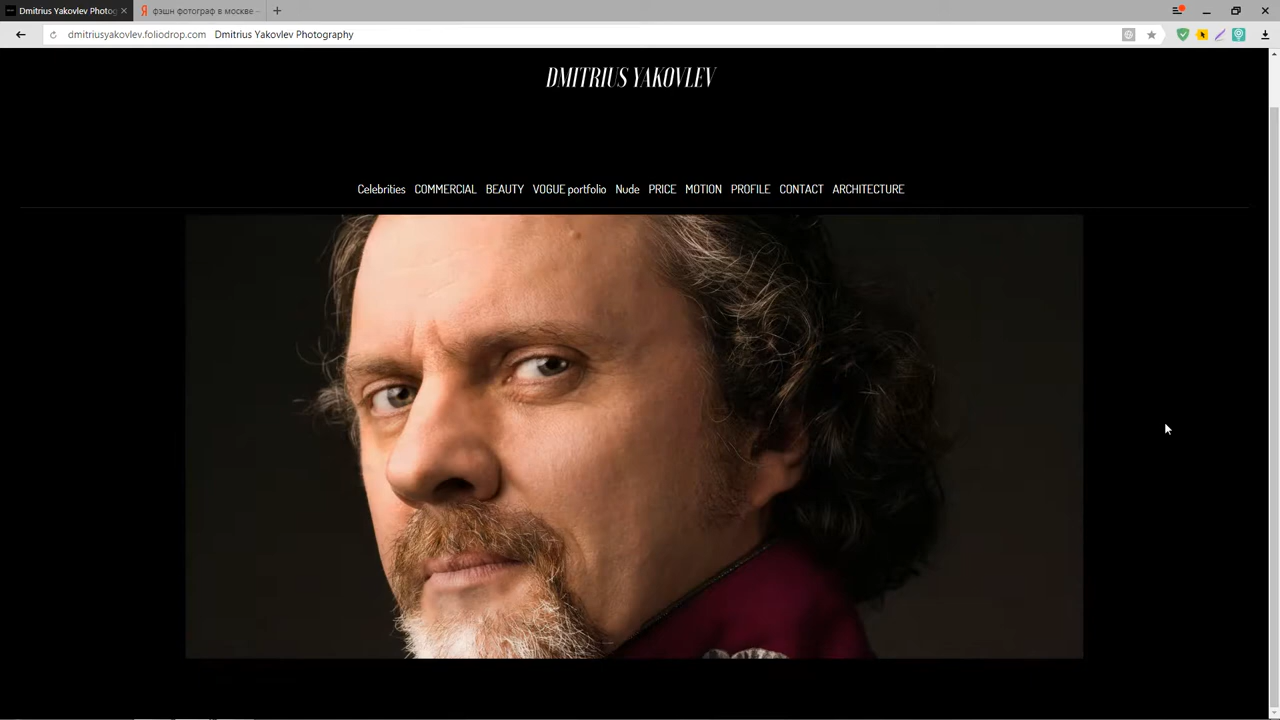 Dmitrius Yakovlev Photog
фэшн фотограф в москве –
dmitriusyakovlev.foliodrop.com Dmitrius Yakovlev Photography
DMITRIUS YAKOVLEV
Celebrities COMMERCIAL BEAUTY VOGUE portfolio Nude PRICE MOTION PROFILE CONTACT ARCHITECTURE